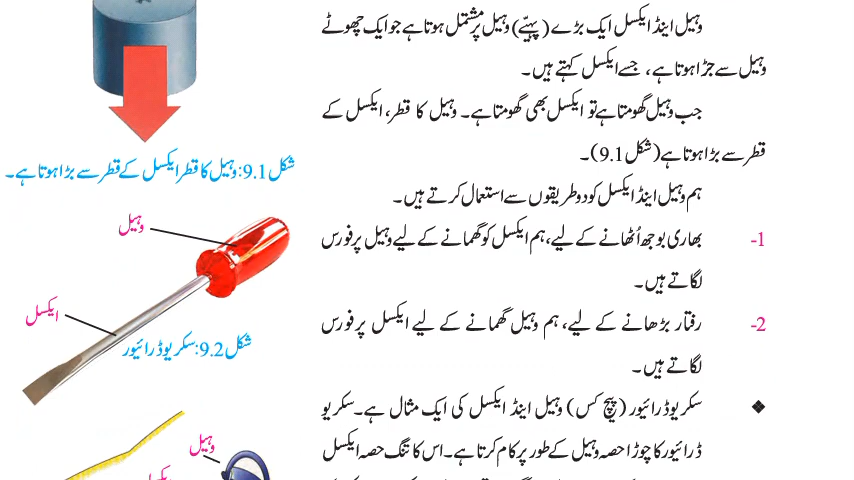 وہیل اینڈ ایکسل ایک بڑے (پہیّے) وہیل پر مشتمل ہوتا ہے جو ایک چھوٹے
وہیل سے جڑا ہوتا ہے، جسے ایکسل کہتے ہیں۔
جب وہیل گھومتا ہے تو ایکسل بھی گھومتا ہے۔ وہیل کا قطر، ایکسل کے
قطر سے بڑا ہوتا ہے (شکل 9.1)۔
ہم وہیل اینڈ ایکسل کو دو طریقوں سے استعمال کرتے ہیں۔
1- بھاری بوجھ اُٹھانے کے لیے، ہم ایکسل کو گھمانے کے لیے وہیل پر فورس
لگاتے ہیں۔
2- رفتار بڑھانے کے لیے، ہم وہیل گھمانے کے لیے ایکسل پر فورس
لگاتے ہیں۔
❖ سکریو ڈرائیور (پیچ کس) وہیل اینڈ ایکسل کی ایک مثال ہے۔ سکریو
ڈرائیور کا چوڑا حصہ وہیل کے طور پر کام کرتا ہے۔ اس کا تنگ حصہ ایکسل
شکل 9.1: وہیل کا قطر ایکسل کے قطر سے بڑا ہوتا ہے۔
وہیل
ایکسل
شکل 9.2: سکریو ڈرائیور
وہیل